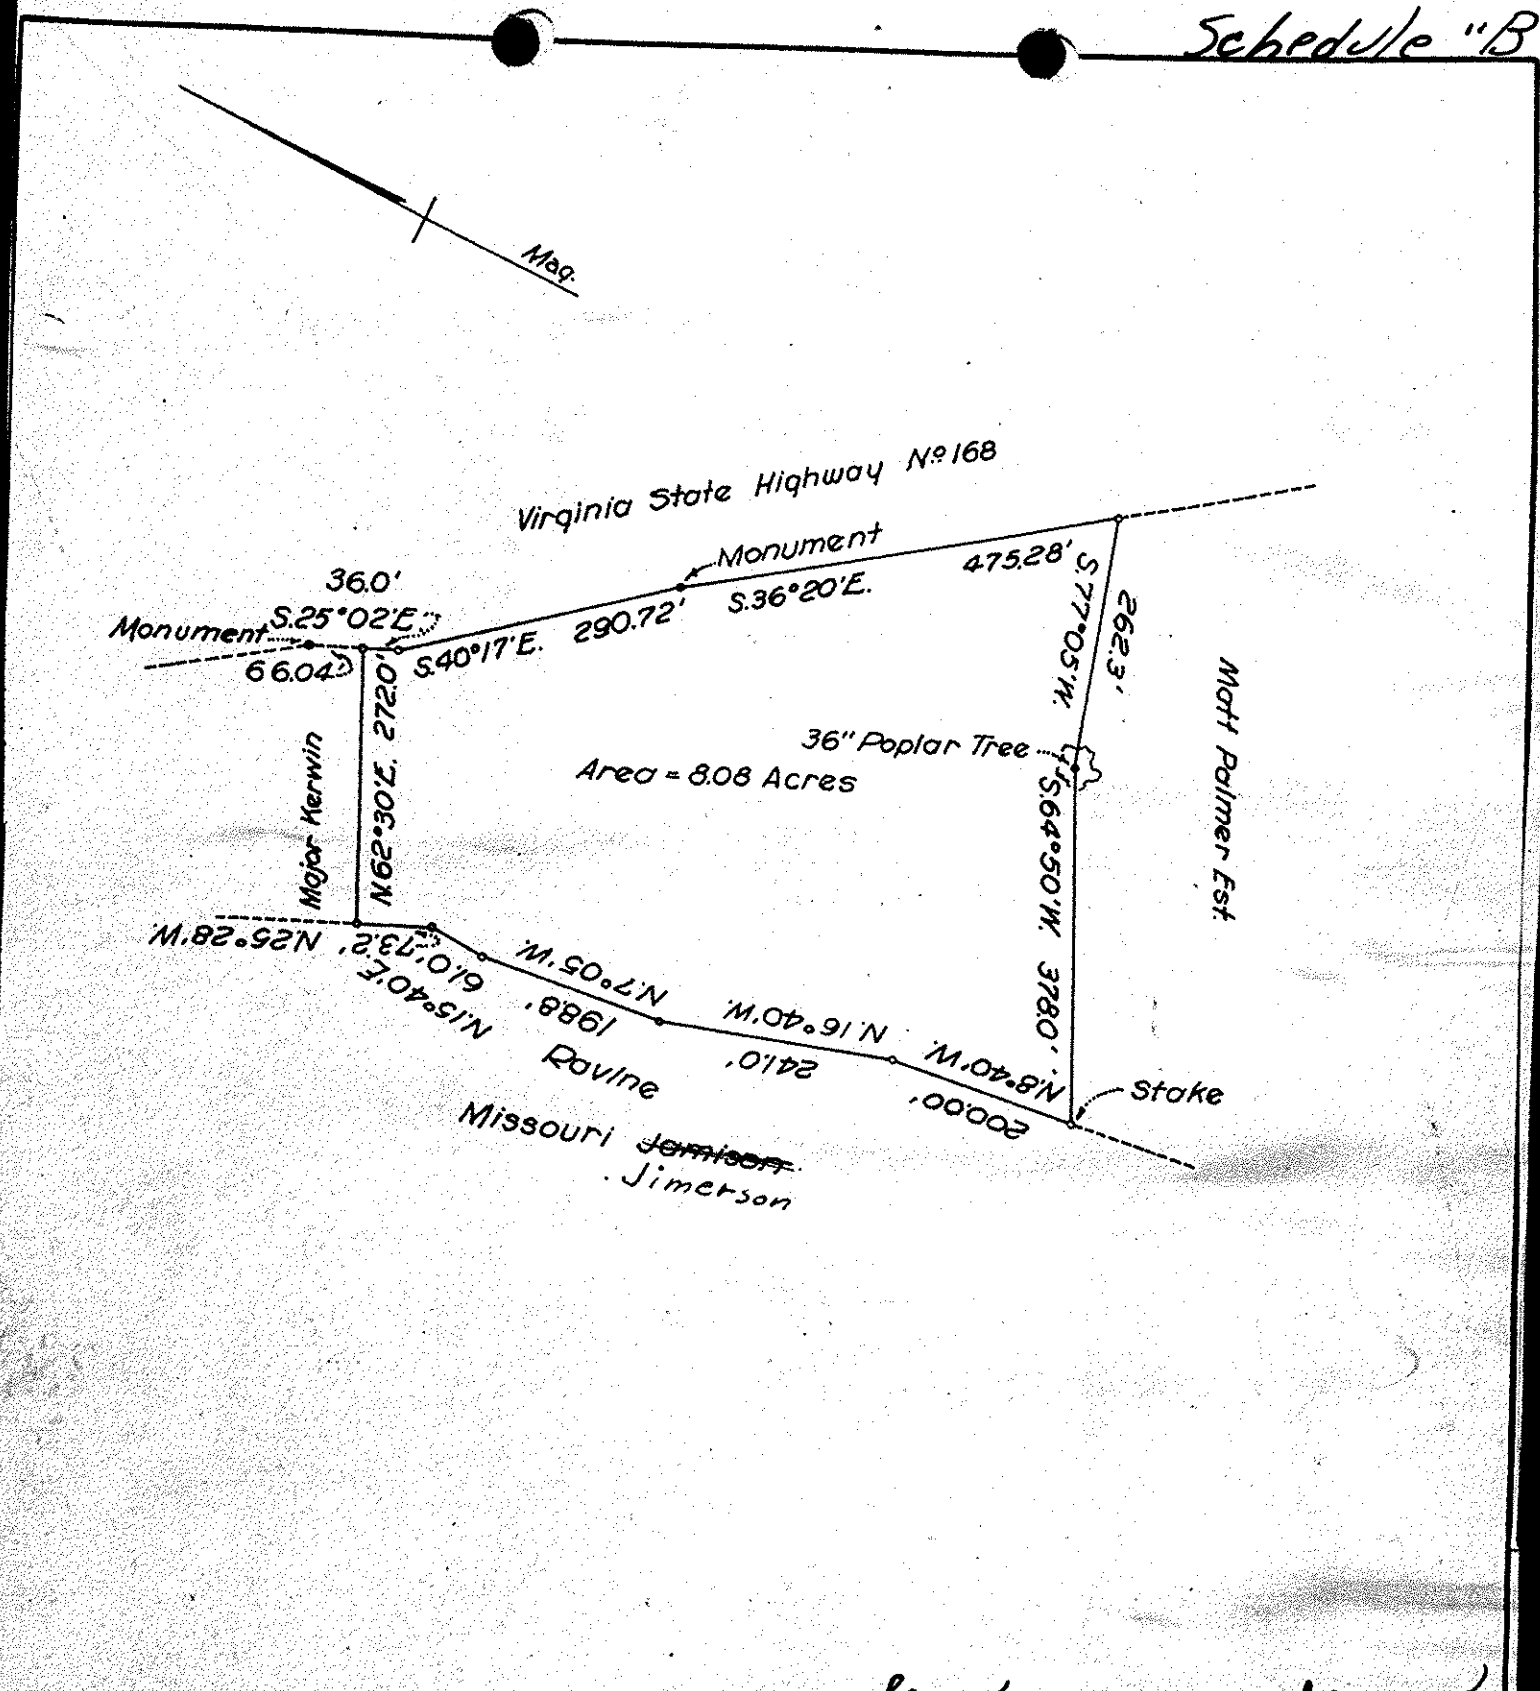 Schedule "B
Mag.
Virginia State Highway Nº 168
Monument
475.28'
S.36°20'E.
36.0'
S.25°02'E.
Monument
66.04'
S.40°17'E. 290.72'
S.77°05'W.
262.3'
Matt Palmer Est.
36" Poplar Tree
Area = 8.08 Acres
Major Kerwin
N.62°30'E. 272.0'
S.64°50'W. 378.0'
N.25°28'W.
73.2'
61.0'
N.15°40'E.
N.7°05'W.
198.8'
N.16°40'W.
241.0'
N.8°40'W.
200.00'
Stake
Ravine
Missouri Jamison
Jimerson